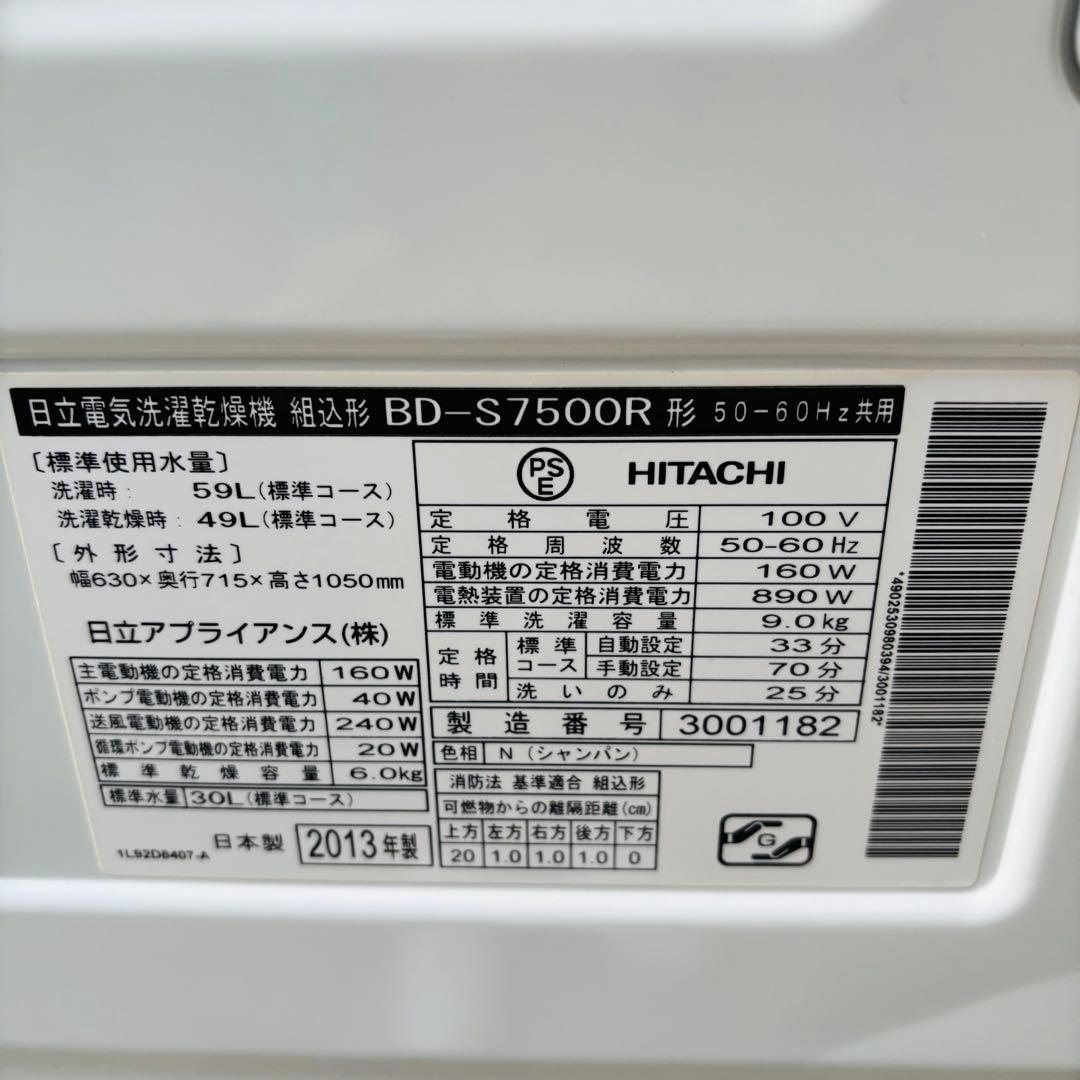 日立電気洗濯乾燥機 組込形 BD-S7500R 形 50-60Hz共用
〔標準使用水量〕
洗濯時: 59L(標準コース)
洗濯乾燥時: 49L(標準コース)
〔外形寸法〕
幅630×奥行715×高さ1050mm
日立アプライアンス(株)
主電動機の定格消費電力 160W
ポンプ電動機の定格消費電力 40W
送風電動機の定格消費電力 240W
循環ポンプ電動機の定格消費電力 20W
標準乾燥容量 6.0kg
標準水量 30L(標準コース)
1L92D8407-A 日本製 2013年製
PSE HITACHI
定格電圧 100V
定格周波数 50-60Hz
電動機の定格消費電力 160W
電熱装置の定格消費電力 890W
標準洗濯容量 9.0kg
定格時間 標準コース 自動設定 33分
手動設定 70分
洗いのみ 25分
製造番号 3001182
色相 N(シャンパン)
消防法 基準適合 組込形
可燃物からの離隔距離(cm)
上方 左方 右方 後方 下方
20 1.0 1.0 1.0 0
G
*4902530980394/3001182*